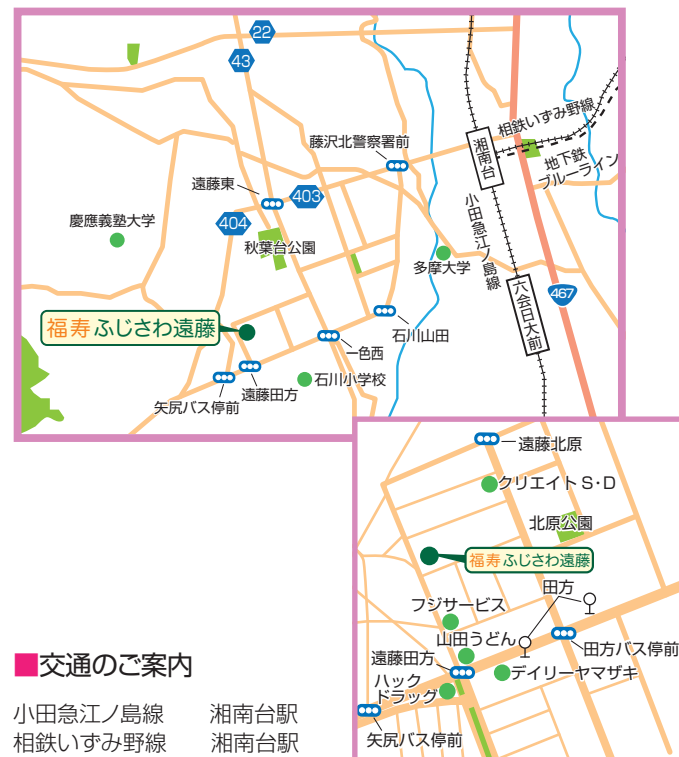 22
43
藤沢北警察署前
相鉄いずみ野線
湘南台
地下鉄
ブルーライン
遠藤東
403
404
慶應義塾大学
秋葉台公園
小田急江ノ島線
多摩大学
467
六会日大前
福寿ふじさわ遠藤
石川山田
一色西
遠藤田方
石川小学校
矢尻バス停前
遠藤北原
クリエイトS・D
北原公園
福寿ふじさわ遠藤
田方
フジサービス
山田うどん
田方バス停前
遠藤田方
デイリーヤマザキ
ハック
ドラッグ
矢尻バス停前
■交通のご案内
小田急江ノ島線 湘南台駅
相鉄いずみ野線 湘南台駅